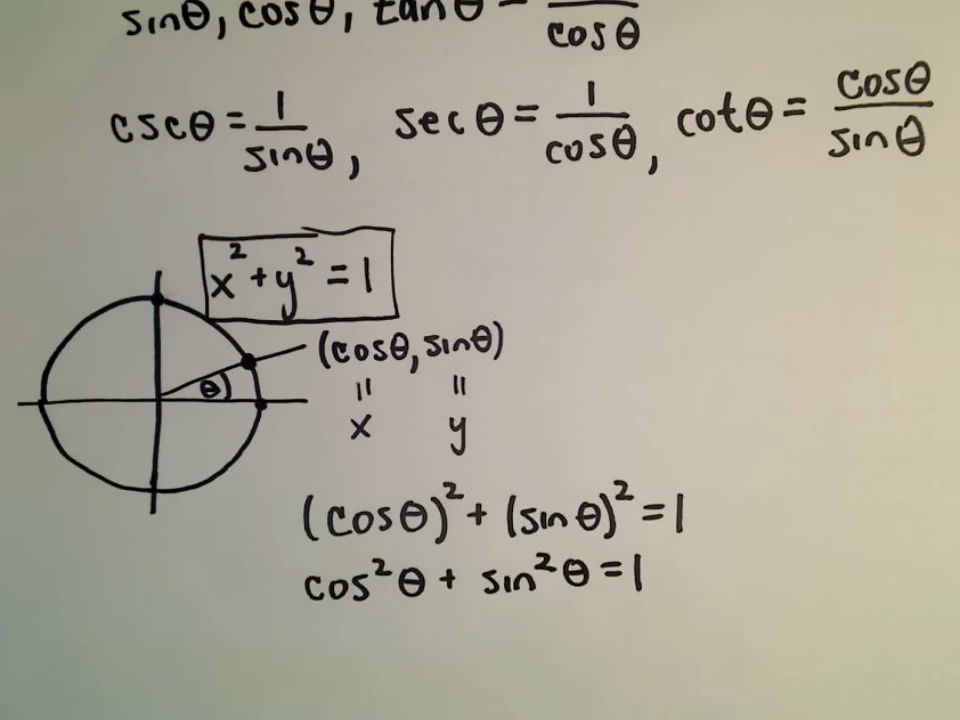 sinθ, cosθ, tanθ = ―/cosθ
cscθ = 1/sinθ, secθ = 1/cosθ, cotθ = cosθ/sinθ
x² + y² = 1
(cosθ, sinθ)
θ
= =
x y
(cosθ)² + (sinθ)² = 1
cos²θ + sin²θ = 1